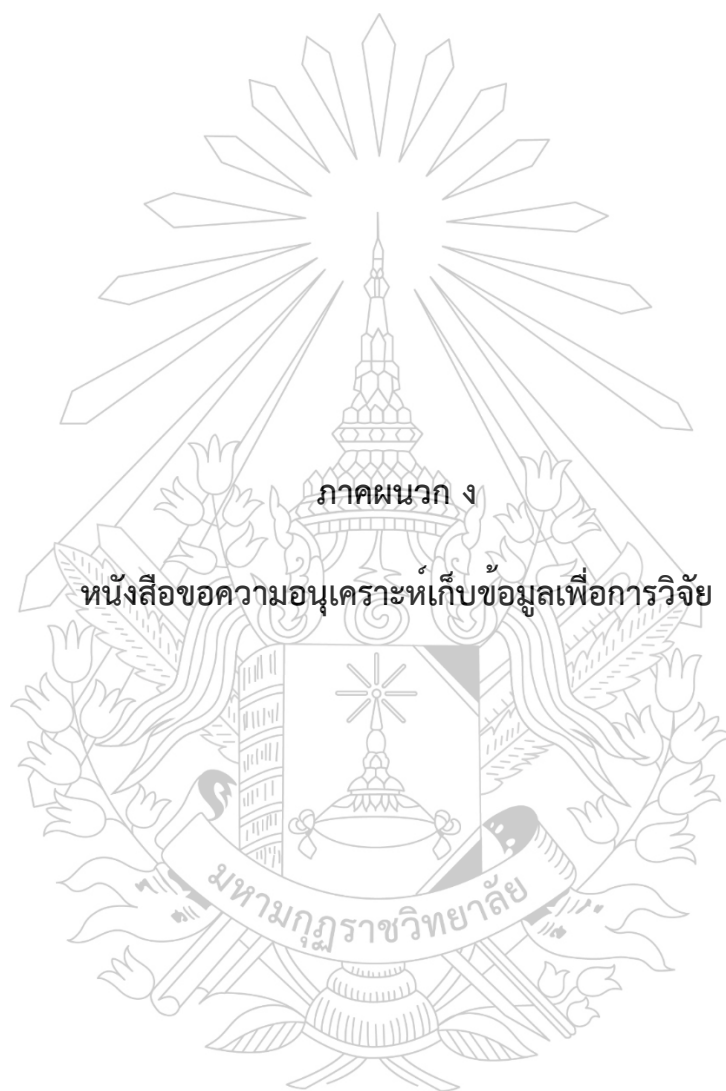 ภาคผนวก ง
หนังสือขอความอนุเคราะห์เก็บข้อมูลเพื่อการวิจัย
มหามกุฏราชวิทยาลัย